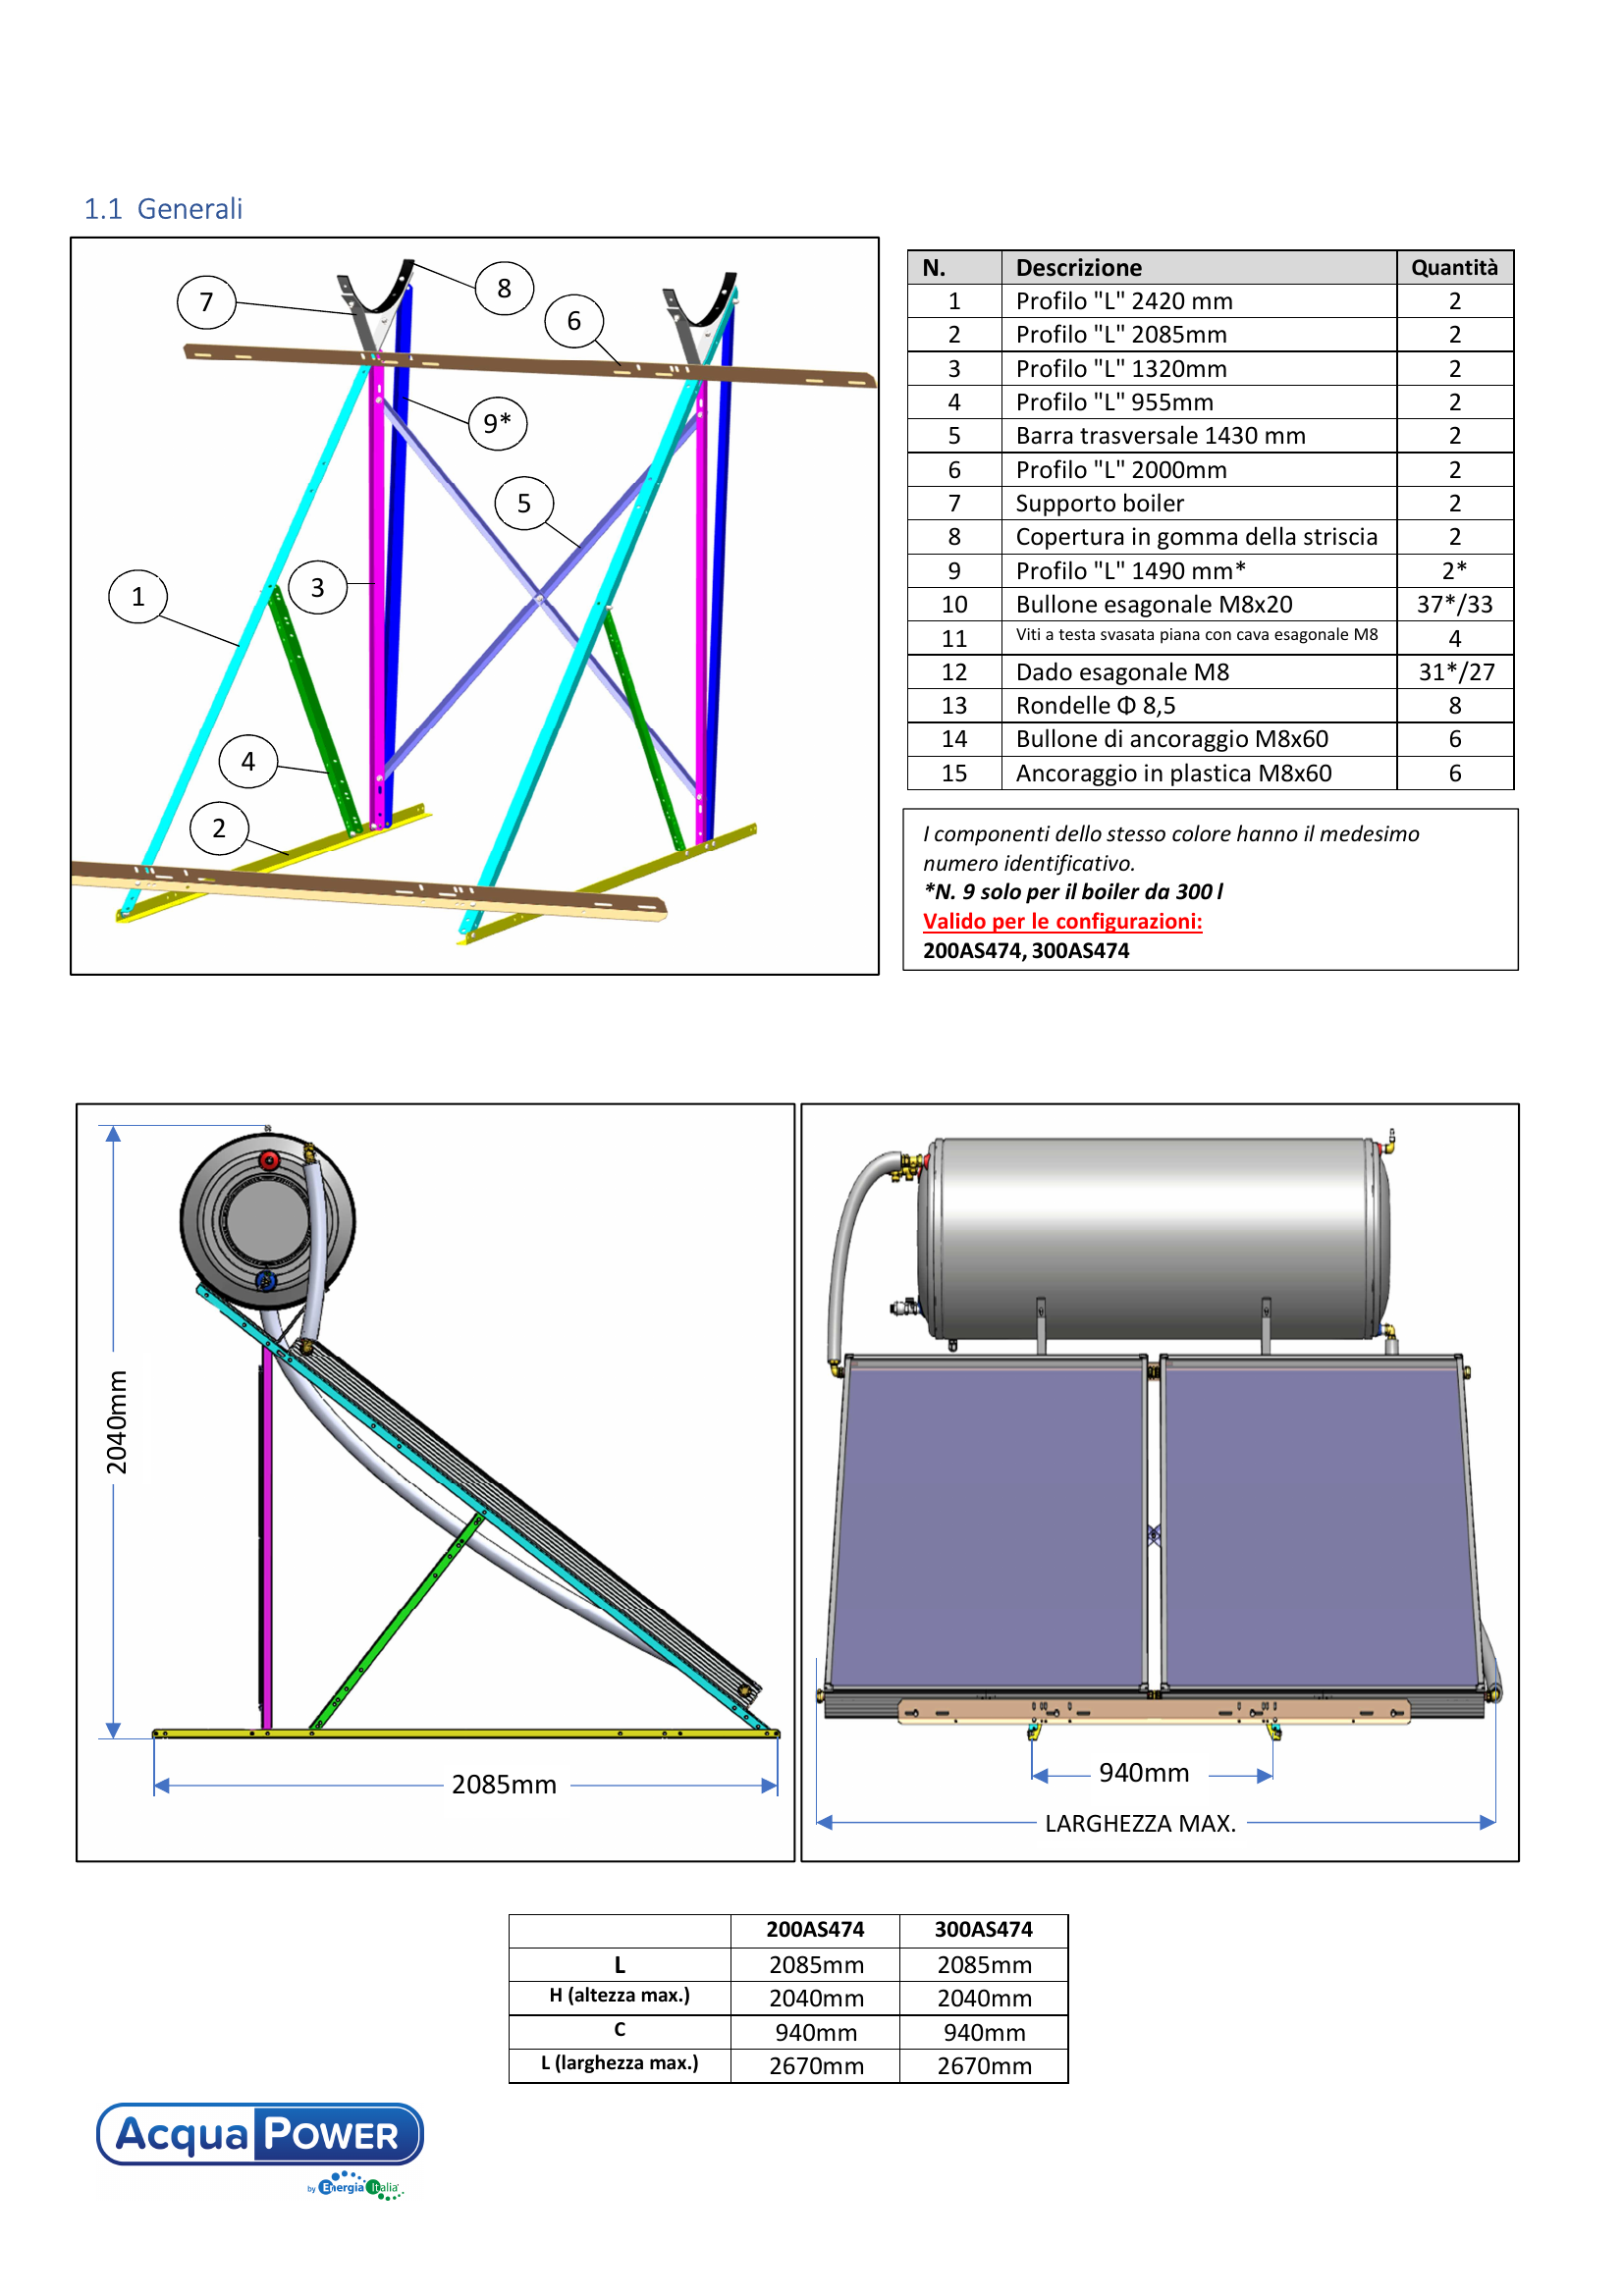 1.1 Generali
7
8
6
9*
5
3
1
4
2
N. Descrizione Quantità
1 Profilo "L" 2420 mm 2
2 Profilo "L" 2085mm 2
3 Profilo "L" 1320mm 2
4 Profilo "L" 955mm 2
5 Barra trasversale 1430 mm 2
6 Profilo "L" 2000mm 2
7 Supporto boiler 2
8 Copertura in gomma della striscia 2
9 Profilo "L" 1490 mm* 2*
10 Bullone esagonale M8x20 37*/33
11 Viti a testa svasata piana con cava esagonale M8 4
12 Dado esagonale M8 31*/27
13 Rondelle Φ 8,5 8
14 Bullone di ancoraggio M8x60 6
15 Ancoraggio in plastica M8x60 6
I componenti dello stesso colore hanno il medesimo
numero identificativo.
*N. 9 solo per il boiler da 300 l
Valido per le configurazioni:
200AS474, 300AS474
2040mm
2085mm
940mm
LARGHEZZA MAX.
200AS474 300AS474
L 2085mm 2085mm
H (altezza max.) 2040mm 2040mm
C 940mm 940mm
L (larghezza max.) 2670mm 2670mm
Acqua POWER
by Energia Italia